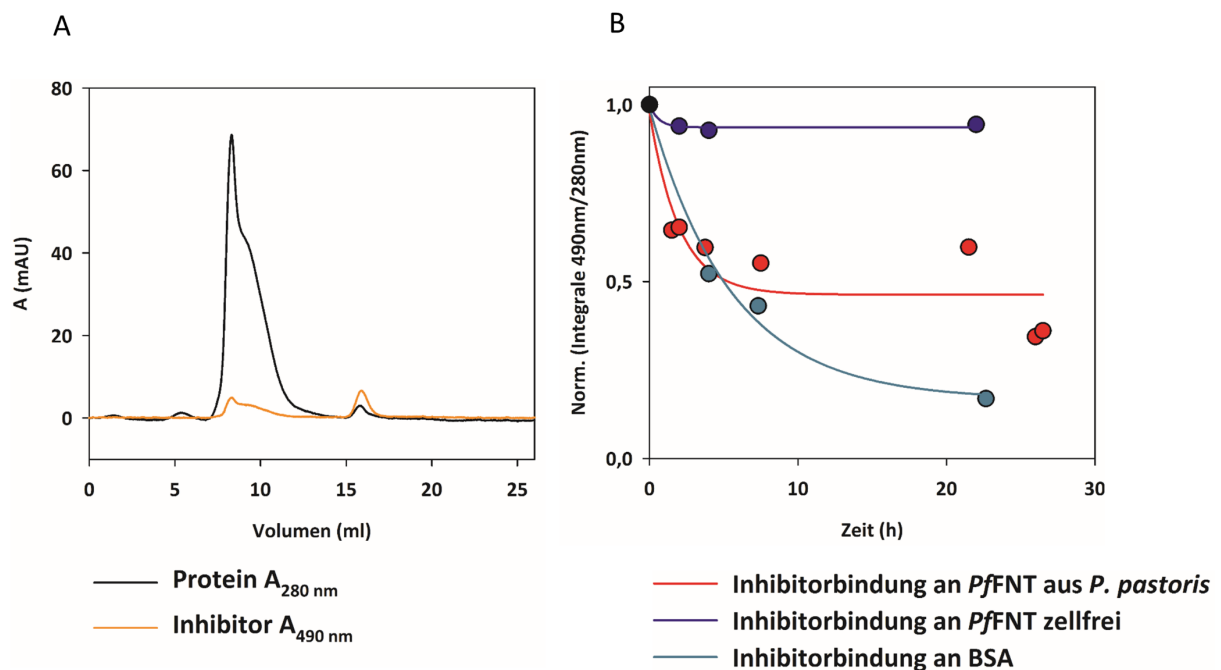 A
80
60
40
20
0
A (mAU)
0 5 10 15 20 25
Volumen (ml)
Protein A280 nm
Inhibitor A490 nm
B
1,0
0,5
0,0
Norm. (Integrale 490nm/280nm)
0 10 20 30
Zeit (h)
Inhibitorbindung an PfFNT aus P. pastoris
Inhibitorbindung an PfFNT zellfrei
Inhibitorbindung an BSA